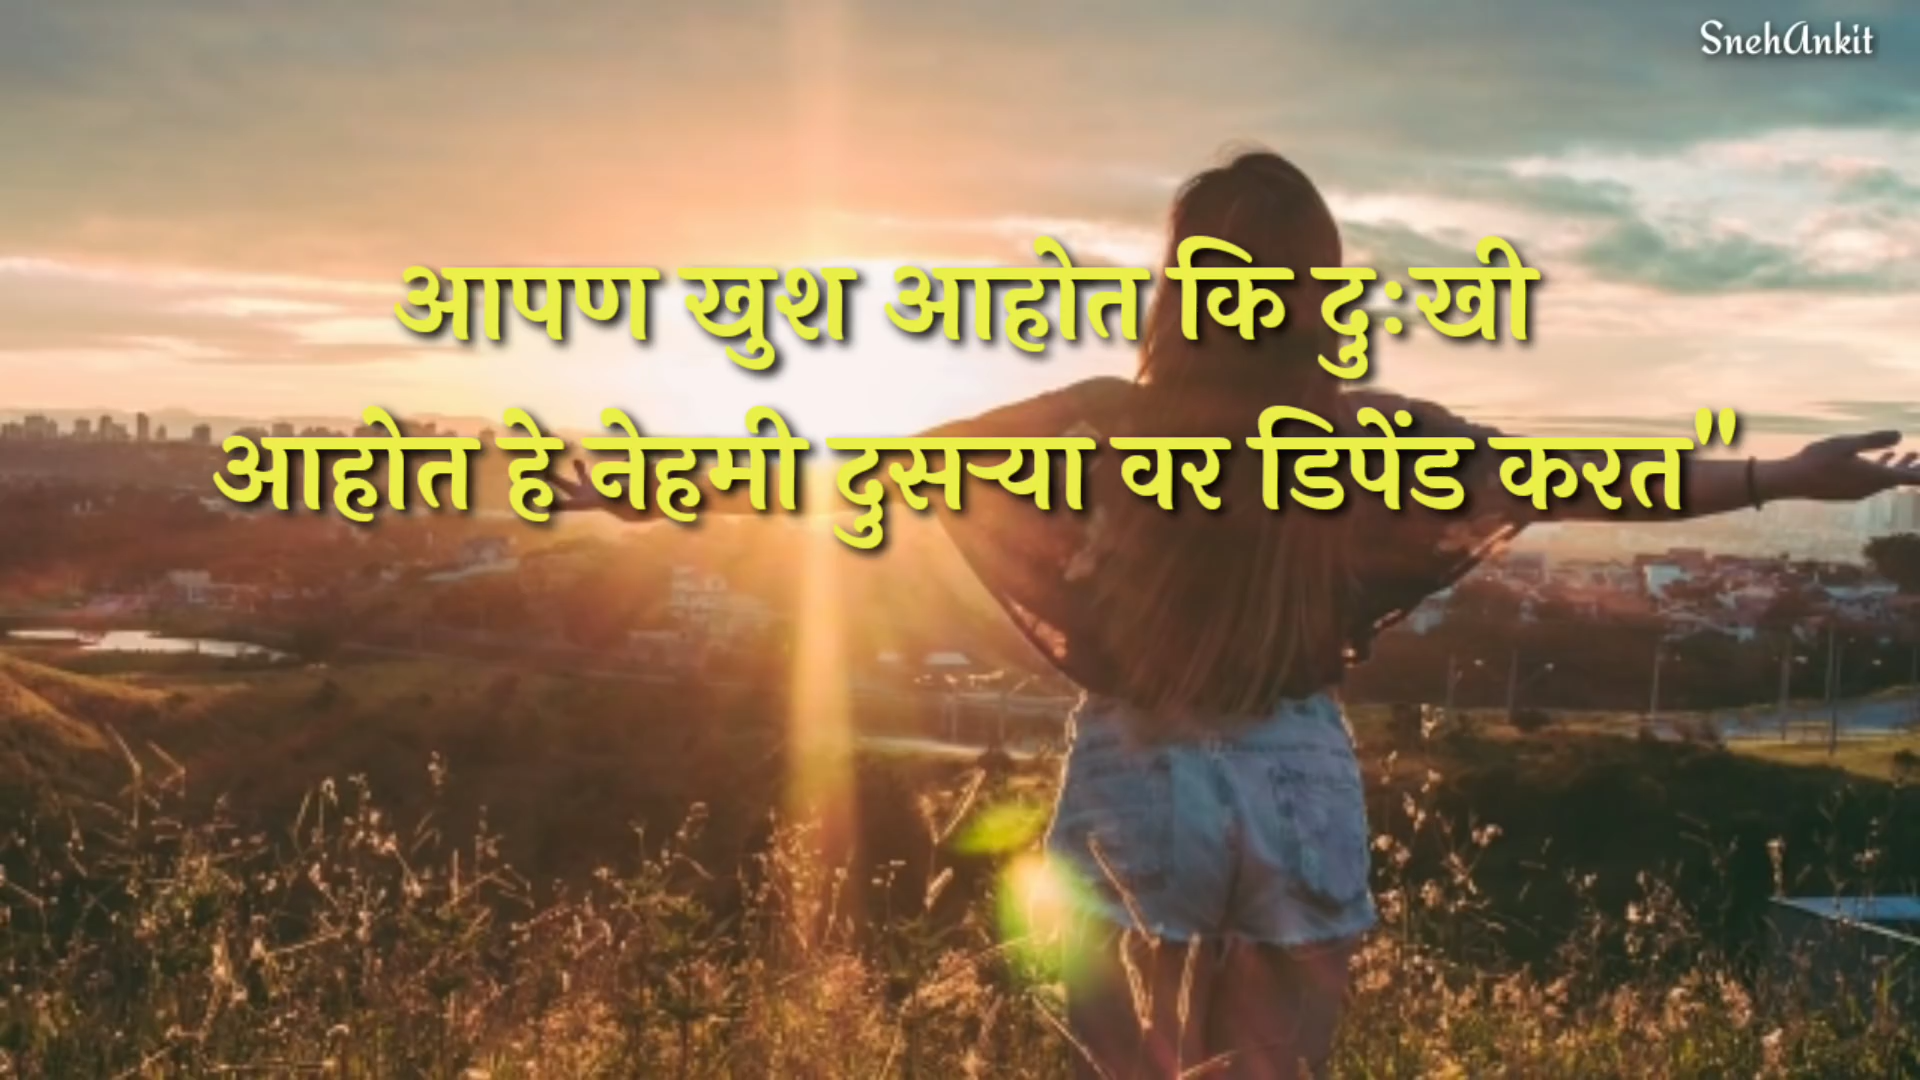 SnehAnkit
आपण खुश आहोत कि दुःखी
आहोत हे नेहमी दुसऱ्या वर डिपेंड करत"